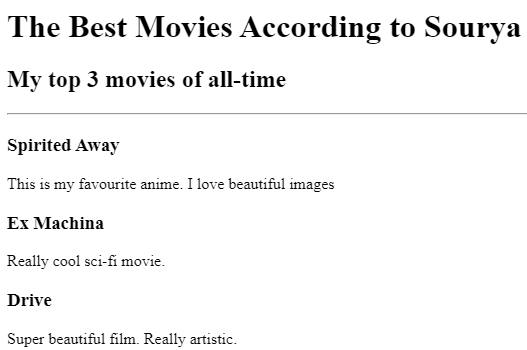 The Best Movies According to Sourya
My top 3 movies of all-time
Spirited Away
This is my favourite anime. I love beautiful images
Ex Machina
Really cool sci-fi movie.
Drive
Super beautiful film. Really artistic.